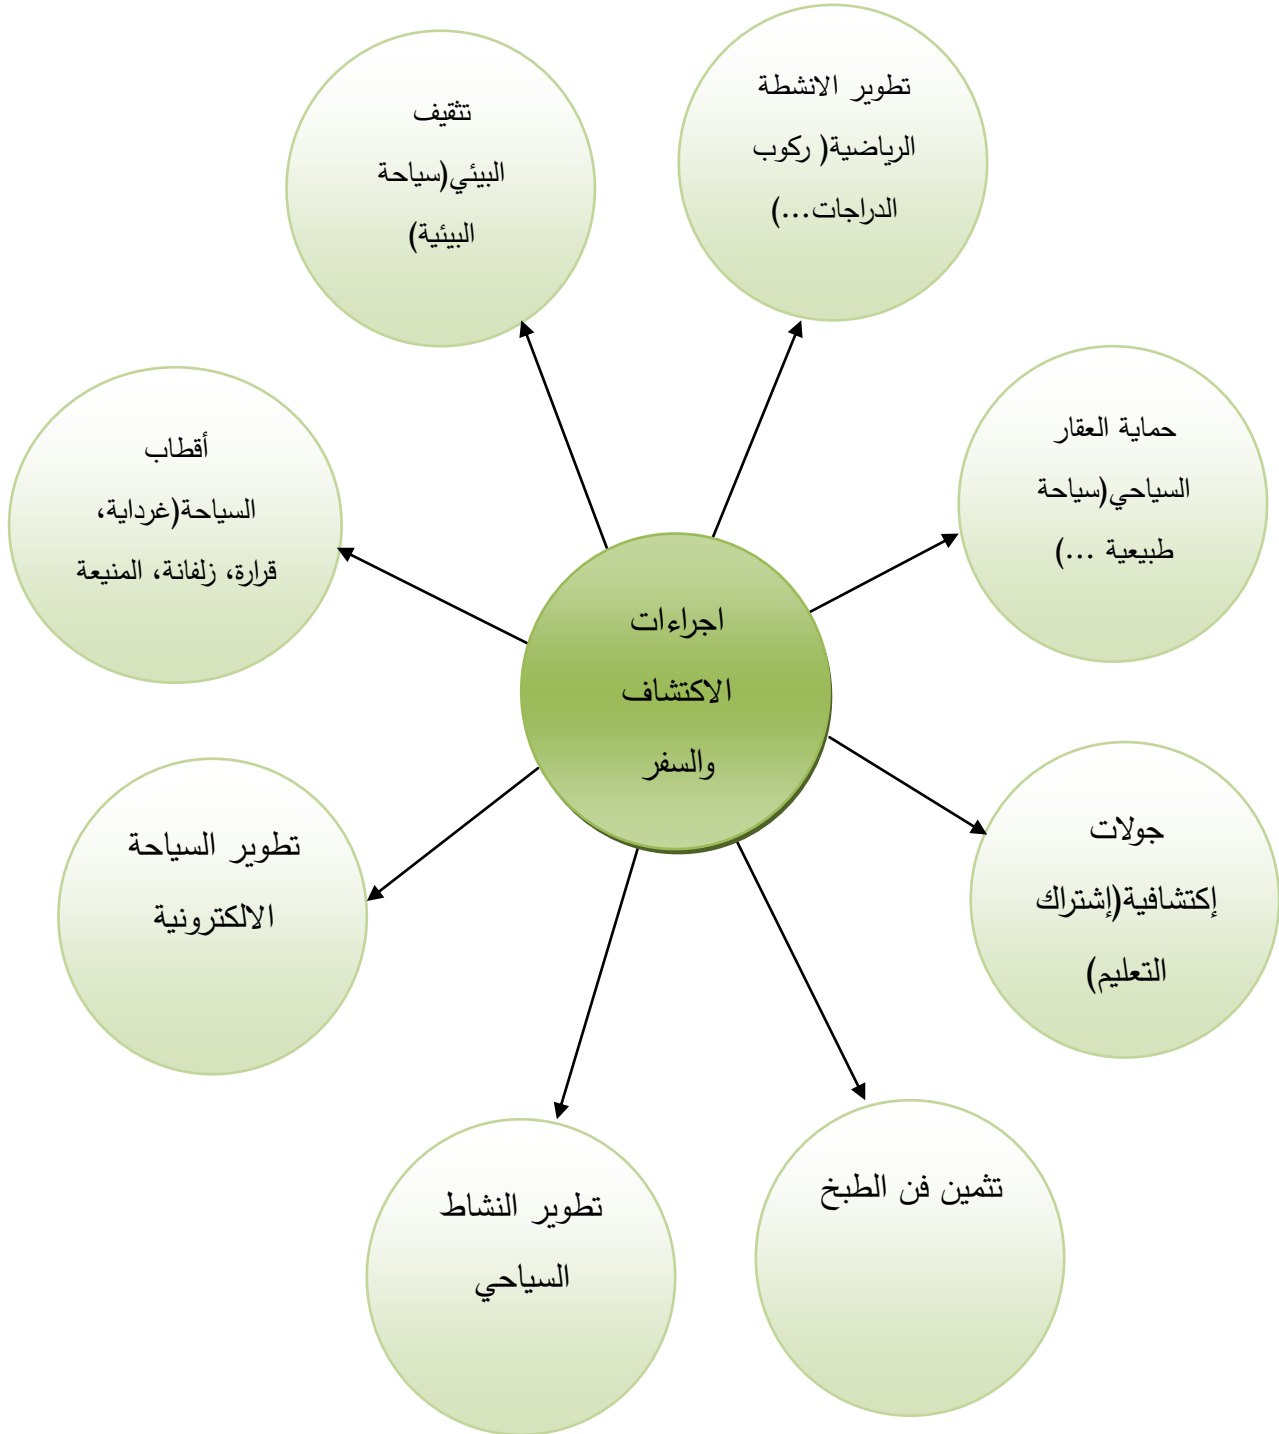 تطوير الانشطة
الرياضية( ركوب
الدراجات...)
تثقيف
البيئي(سياحة
البيئية)
حماية العقار
السياحي(سياحة
طبيعية ...)
أقطاب
السياحة(غرداية،
قرارة، زلفانة، المنيعة
اجراءات
الاكتشاف
والسفر
جولات
إكتشافية(إشتراك
التعليم)
تطوير السياحة
الالكترونية
تثمين فن الطبخ
تطوير النشاط
السياحي